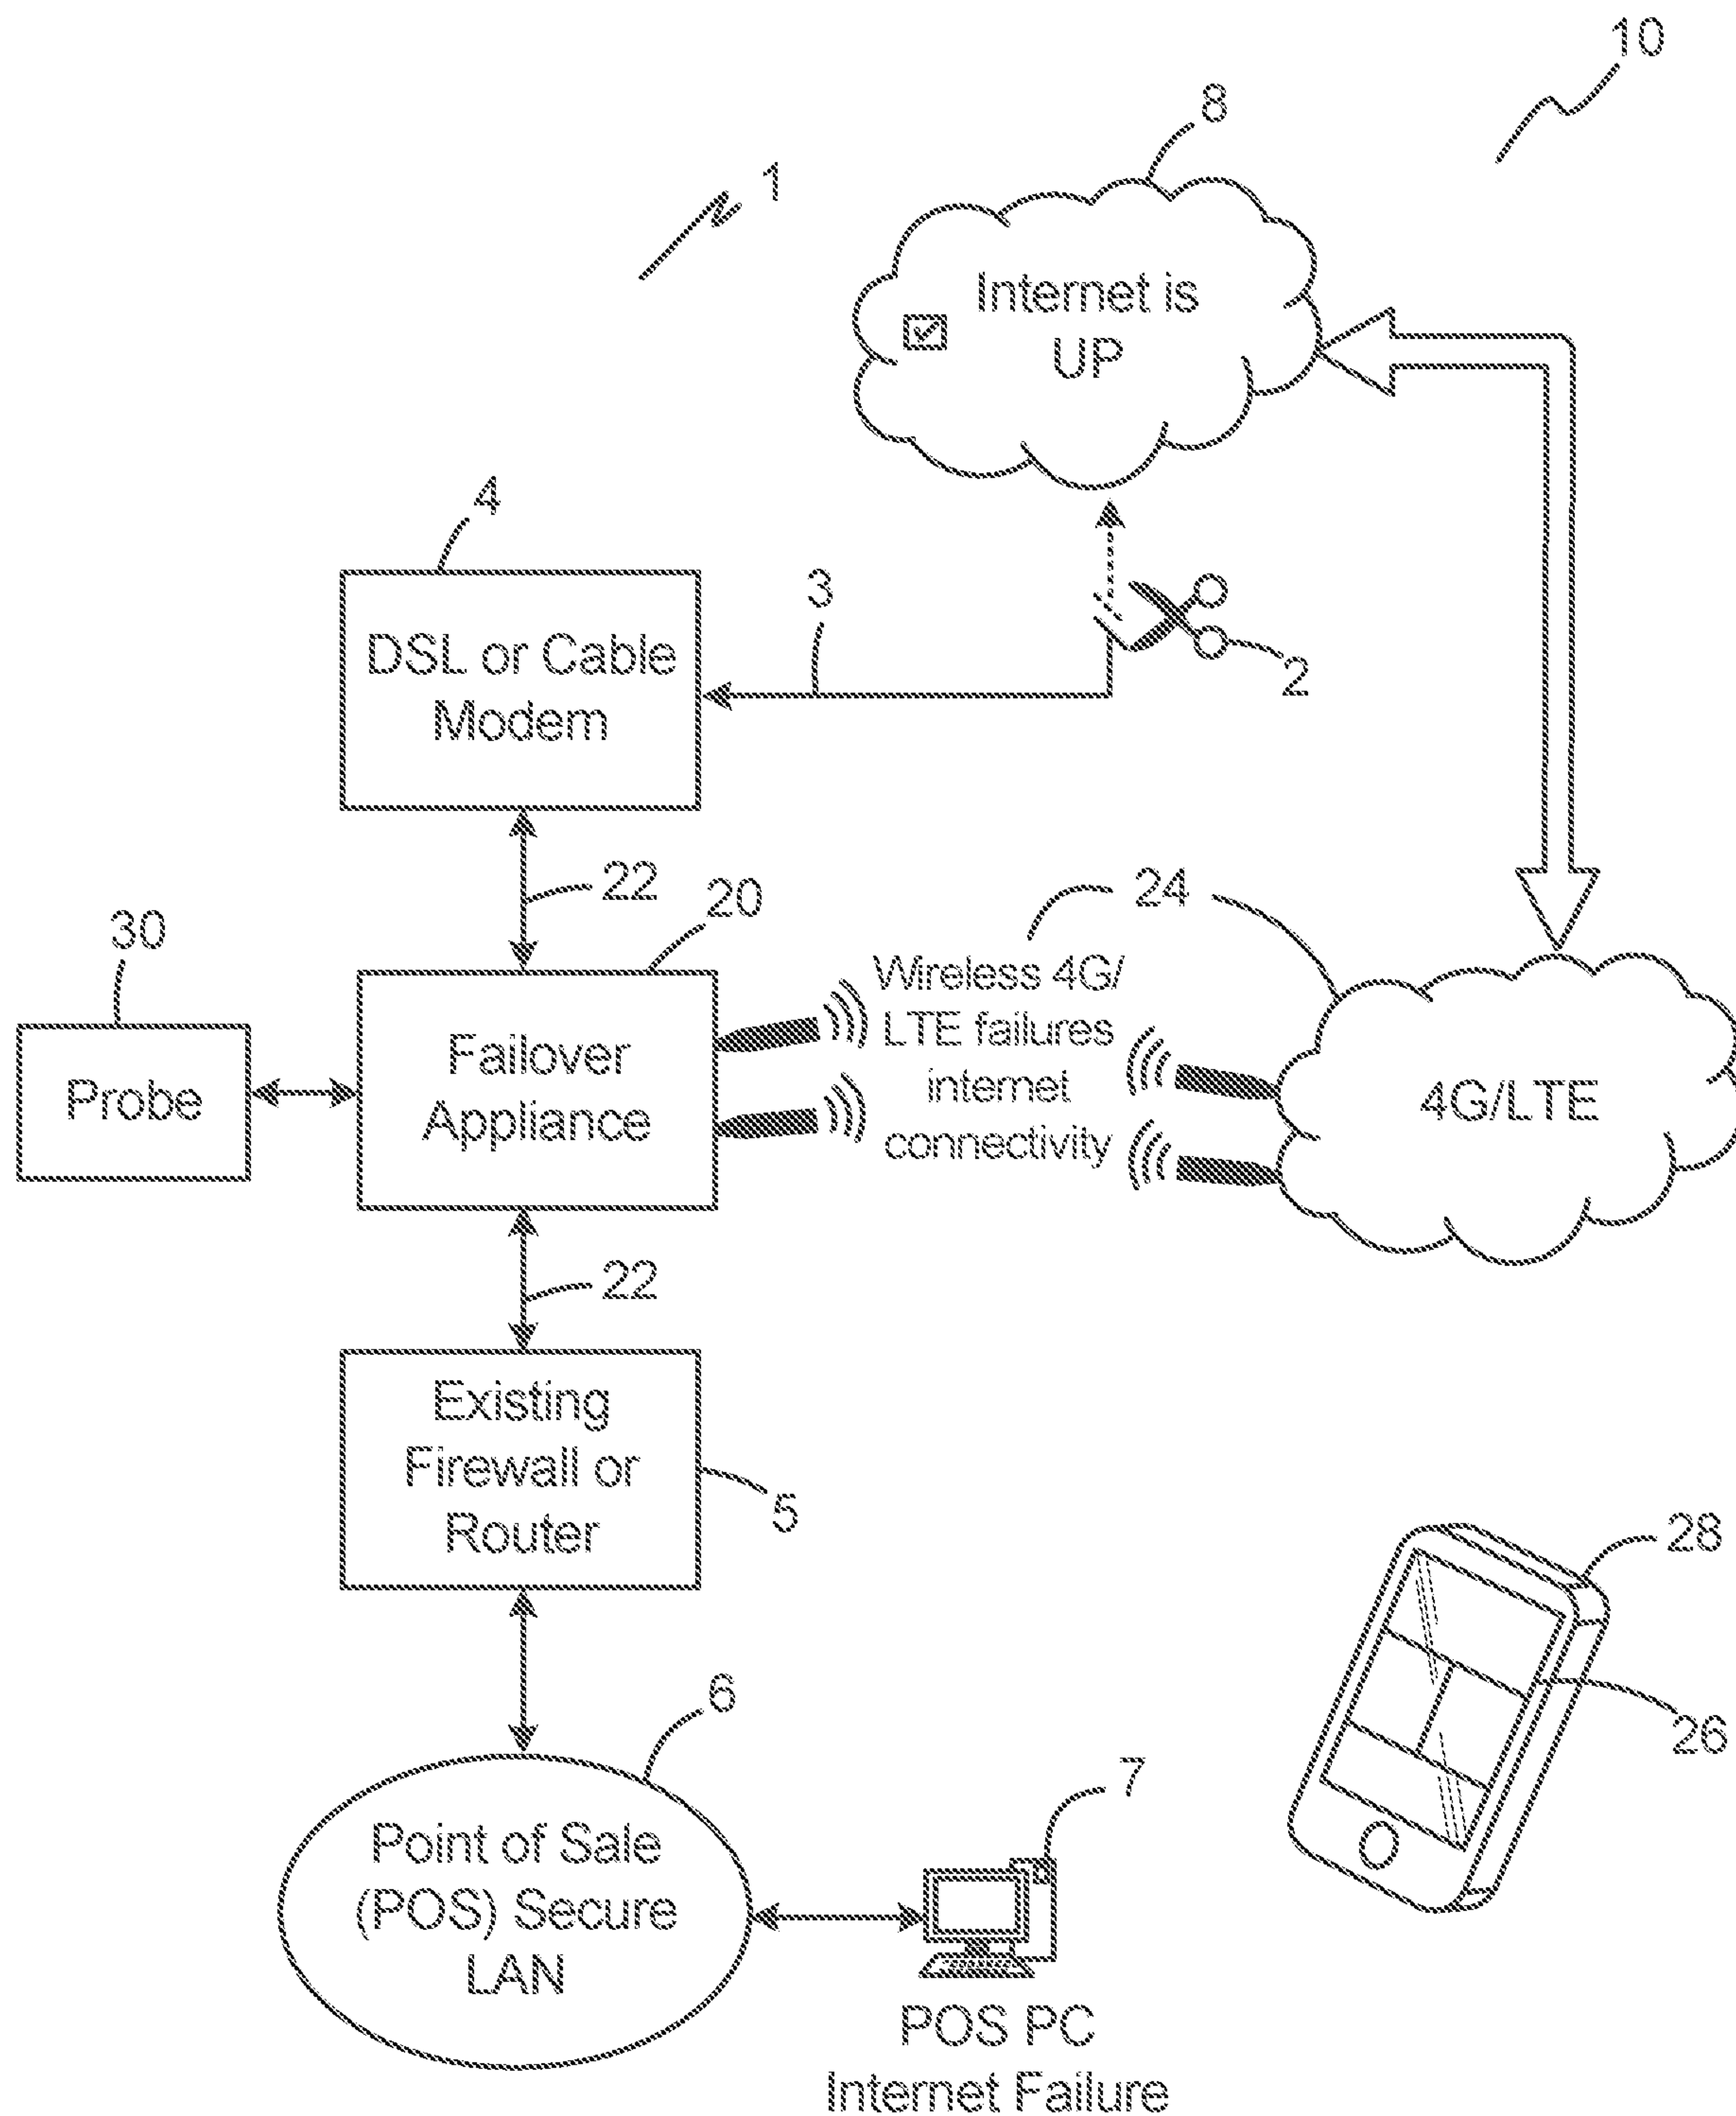 10
8
1
Internet is
UP
4
3
2
DSL or Cable
Modem
22
20
24
30
Wireless 4G/
LTE failures
internet
connectivity
Failover
Appliance
Probe
4G/LTE
22
Existing
Firewall or
Router
5
28
6
26
7
Point of Sale
(POS) Secure
LAN
POS PC
Internet Failure